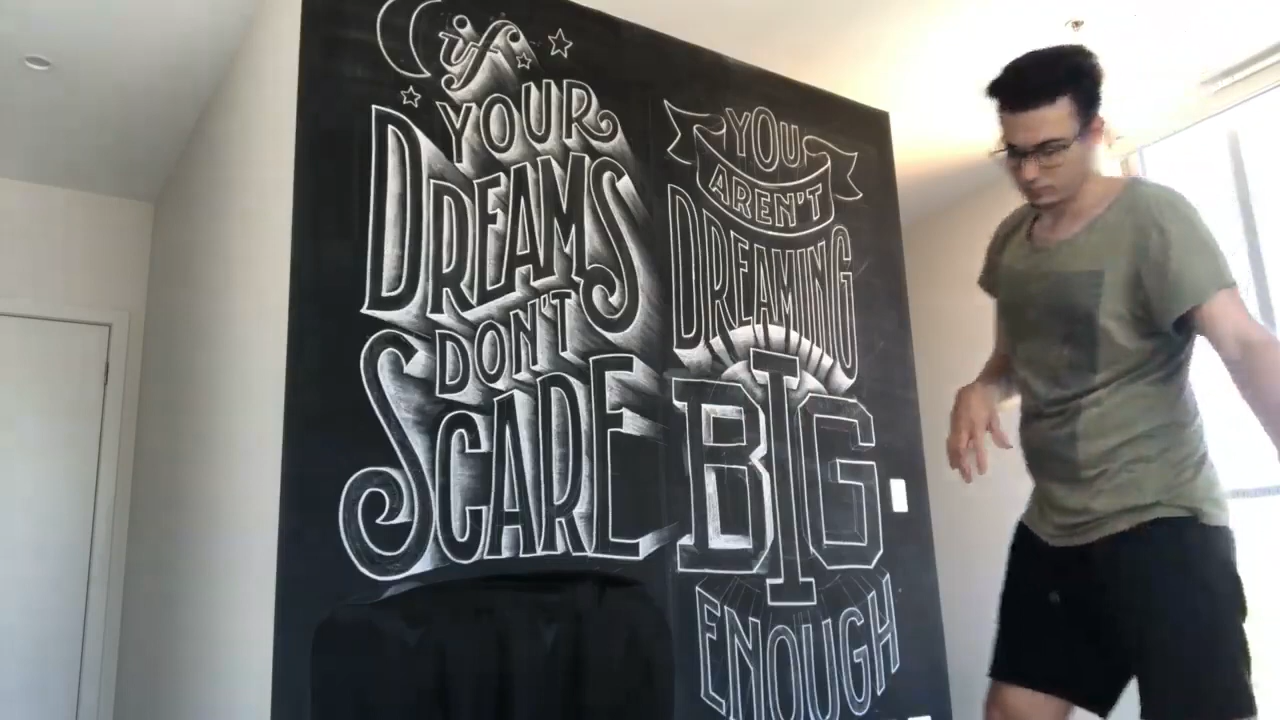 if
YOUR
DREAMS
DON'T
SCARE
YOU
AREN'T
DREAMING
BIG
ENOUGH